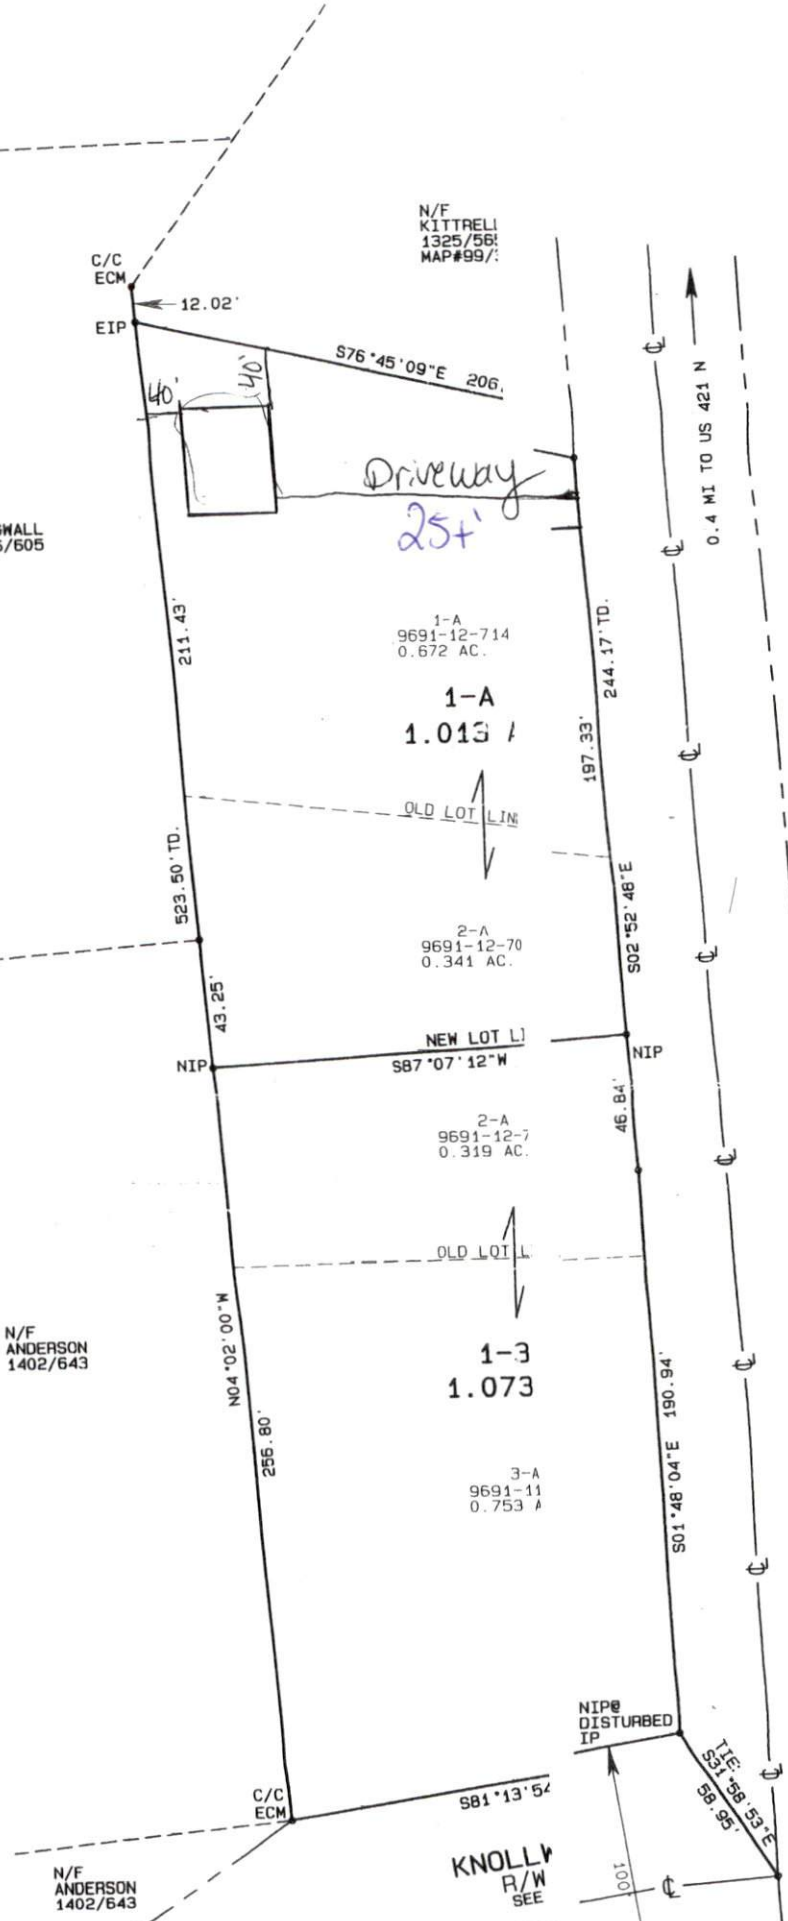 N/F
KITTRELL
1325/56
MAP#99/
C/C
ECM
12.02'
EIP
S76°45'09"E 206.
40'
40'
0.4 MI TO US 421 N
Driveway
25+'
WALL
/605
211.43'
1-A
9691-12-714
0.672 AC.
244.17'TD.
1-A
1.013
197.33'
OLD LOT LIN
523.50'TD.
S02°52'48"E
2-A
9691-12-70
0.341 AC.
43.25'
NEW LOT LI
NIP
S87°07'12"W
NIP
46.84'
2-A
9691-12-7
0.319 AC.
OLD LOT L
N/F
ANDERSON
1402/643
N04°02'00"W
256.80'
1-3
1.073
S01°48'04"E 190.94'
3-A
9691-11
0.753 A
NIP@
DISTURBED
IP
TIE:
S31°58'53"E
58.95'
C/C
ECM
S81°13'54
N/F
ANDERSON
1402/643
KNOLLW
R/W
SEE
100'